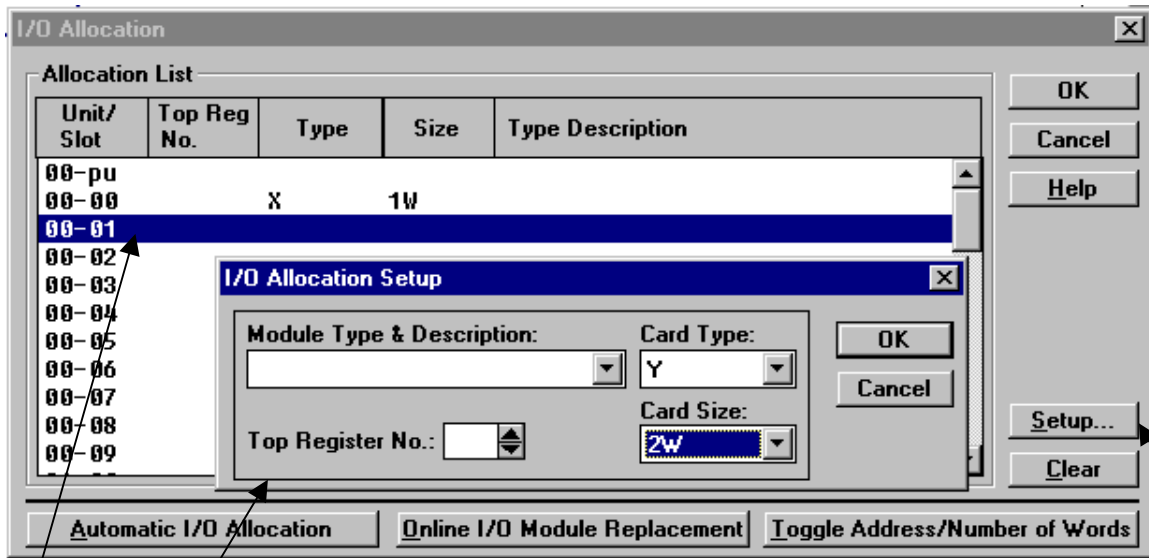 I/O Allocation
Allocation List
Unit/ Slot
Top Reg No.
Type
Size
Type Description
00-pu
00-00 X 1W
00-01
00-02
00-03
00-04
00-05
00-06
00-07
00-08
00-09
I/O Allocation Setup
Module Type & Description:
Card Type:
Y
Top Register No.:
Card Size:
2W
OK
Cancel
OK
Cancel
Help
Setup...
Clear
Automatic I/O Allocation
Online I/O Module Replacement
Toggle Address/Number of Words